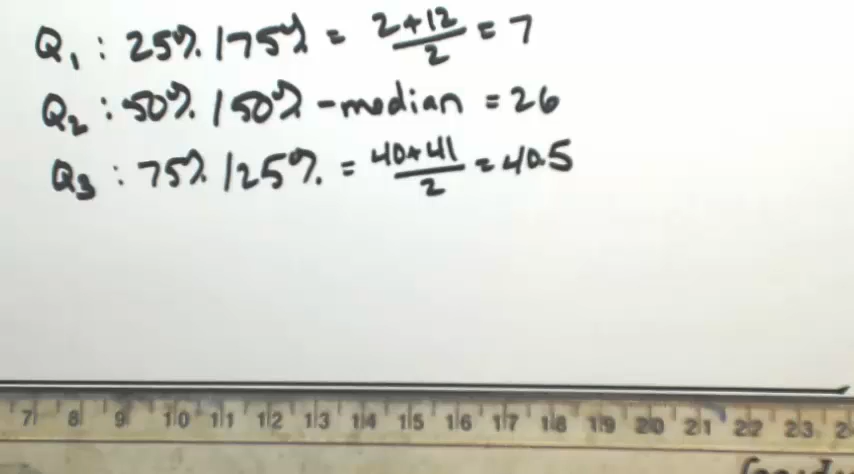 Q₁ : 25% | 75% = (2+12)/2 = 7
Q₂ : 50% | 50% - median = 26
Q₃ : 75% | 25% = (40+41)/2 = 40.5
7 8 9 10 11 12 13 14 15 16 17 18 19 20 21 22 23